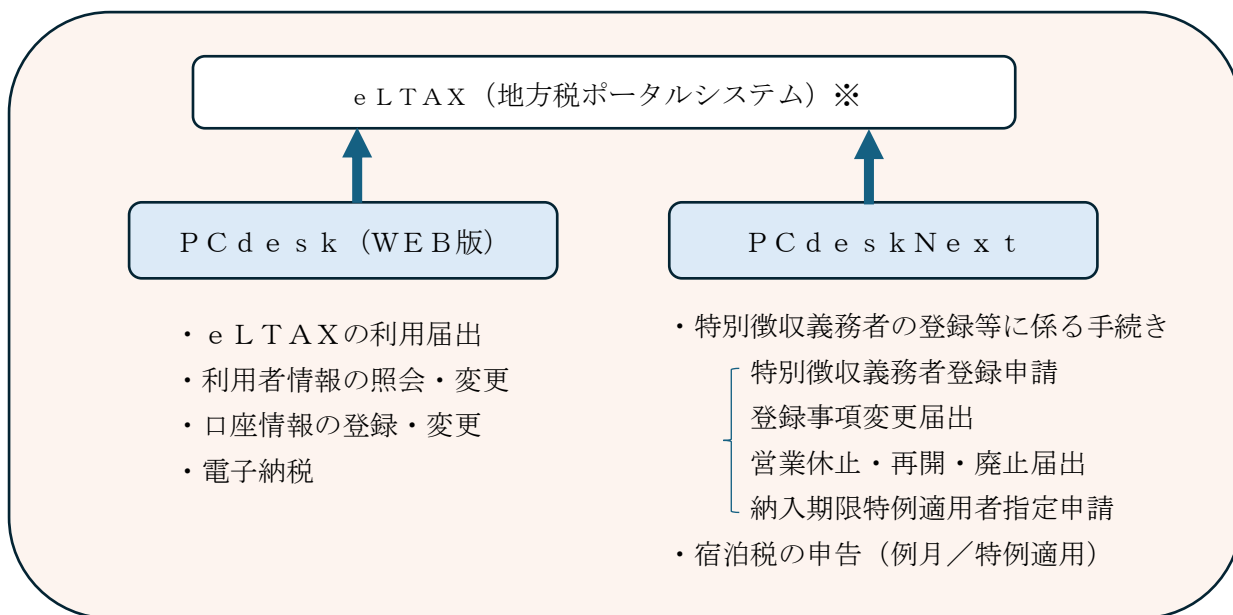 ｅＬＴＡＸ（地方税ポータルシステム）※
ＰＣｄｅｓｋ（ＷＥＢ版）
・ｅＬＴＡＸの利用届出
・利用者情報の照会・変更
・口座情報の登録・変更
・電子納税
ＰＣｄｅｓｋＮｅｘｔ
・特別徴収義務者の登録等に係る手続き
特別徴収義務者登録申請
登録事項変更届出
営業休止・再開・廃止届出
納入期限特例適用者指定申請
・宿泊税の申告（例月／特例適用）